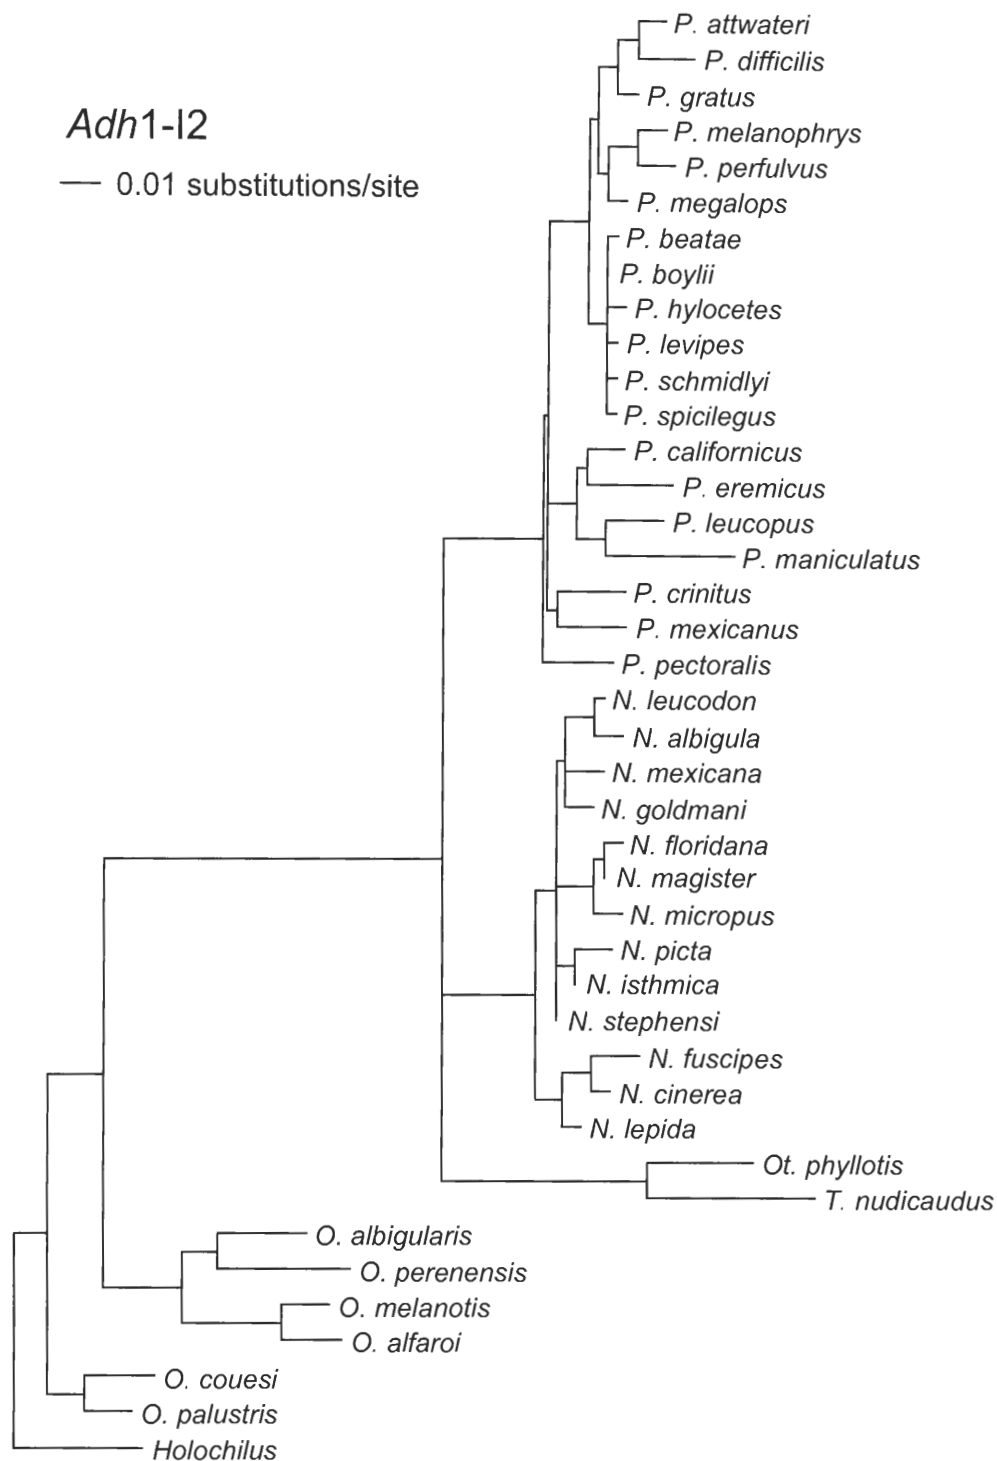 P. attwateri
P. difficilis
Adh1-I2
P. gratus
P. melanophrys
0.01 substitutions/site
P. perfulvus
P. megalops
P. beatae
P. boylii
P. hylocetes
P. levipes
P. schmidlyi
P. spicilegus
P. californicus
P. eremicus
P. leucopus
P. maniculatus
P. crinitus
P. mexicanus
P. pectoralis
N. leucodon
N. albigula
N. mexicana
N. goldmani
N. floridana
N. magister
N. micropus
N. picta
N. isthmica
N. stephensi
N. fuscipes
N. cinerea
N. lepida
Ot. phyllotis
T. nudicaudus
O. albigularis
O. perenensis
O. melanotis
O. alfaroi
O. couesi
O. palustris
Holochilus